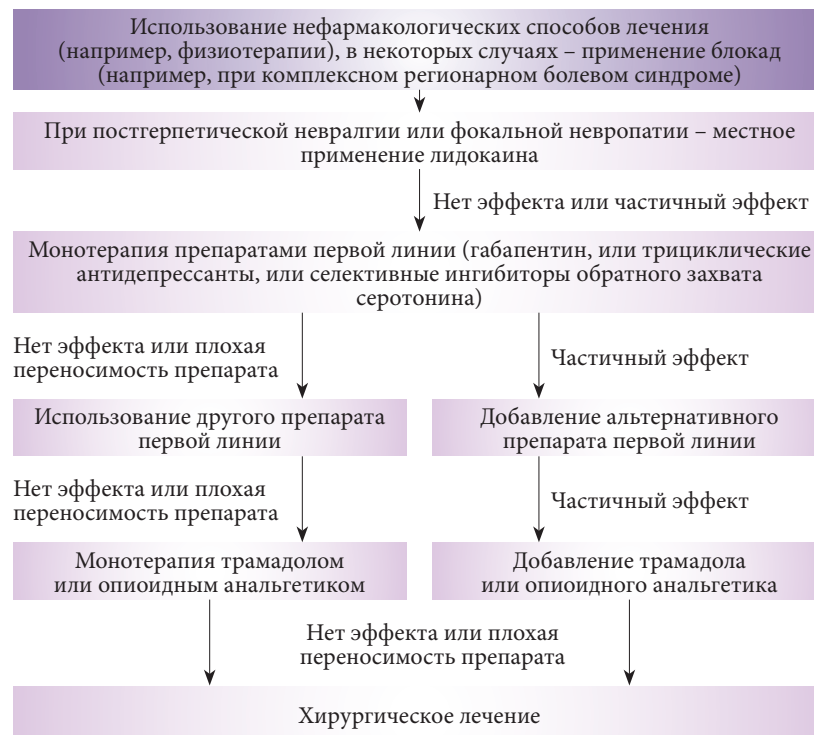 Использование нефармакологических способов лечения
(например, физиотерапии), в некоторых случаях – применение блокад
(например, при комплексном регионарном болевом синдроме)
При постгерпетической невралгии или фокальной невропатии – местное
применение лидокаина
Нет эффекта или частичный эффект
Монотерапия препаратами первой линии (габапентин, или трициклические
антидепрессанты, или селективные ингибиторы обратного захвата
серотонина)
Нет эффекта или плохая
переносимость препарата
Частичный эффект
Использование другого препарата
первой линии
Добавление альтернативного
препарата первой линии
Нет эффекта или плохая
переносимость препарата
Частичный эффект
Монотерапия трамадолом
или опиоидным анальгетиком
Добавление трамадола
или опиоидного анальгетика
Нет эффекта или плохая
переносимость препарата
Хирургическое лечение